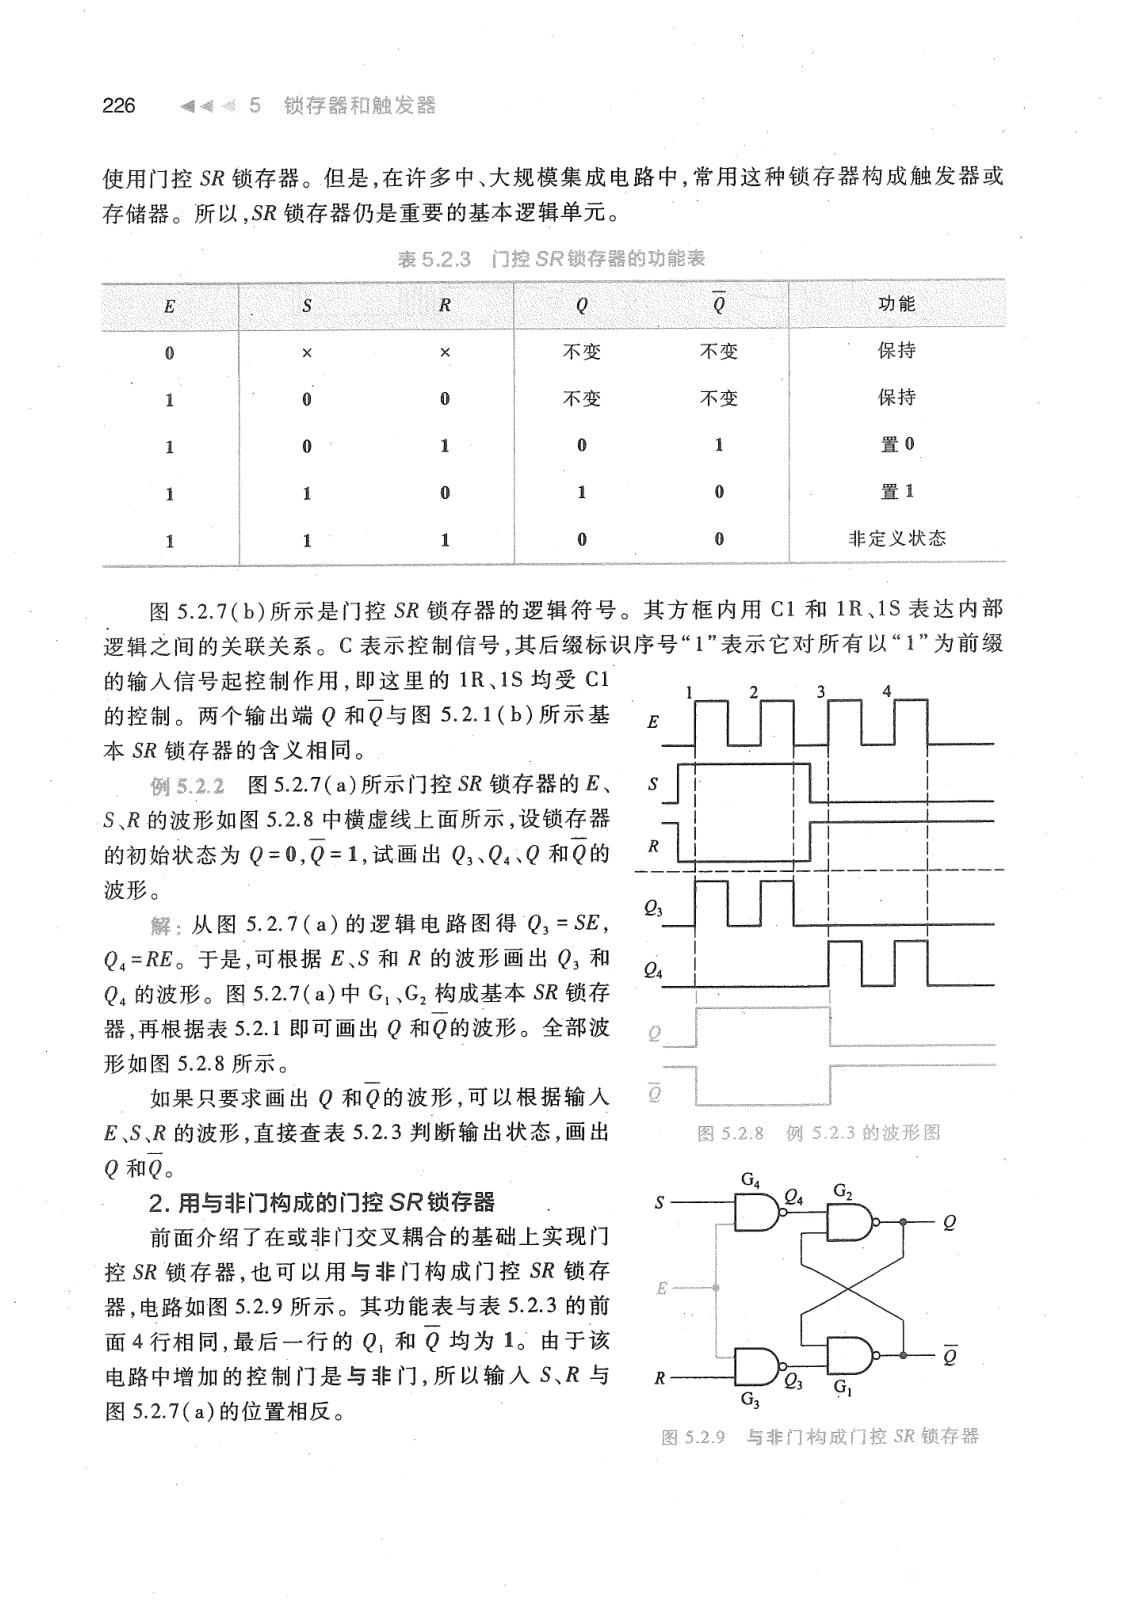 226 ◀◀◀ 5 锁存器和触发器
使用门控 SR 锁存器。但是,在许多中、大规模集成电路中,常用这种锁存器构成触发器或
存储器。所以,SR 锁存器仍是重要的基本逻辑单元。
表 5.2.3 门控 SR 锁存器的功能表
E S R Q Q̅ 功能
0 × × 不变 不变 保持
1 0 0 不变 不变 保持
1 0 1 0 1 置 0
1 1 0 1 0 置 1
1 1 1 0 0 非定义状态
图 5.2.7(b)所示是门控 SR 锁存器的逻辑符号。其方框内用 C1 和 1R、1S 表达内部
逻辑之间的关联关系。C 表示控制信号,其后缀标识序号“1”表示它对所有以“1”为前缀
的输入信号起控制作用,即这里的 1R、1S 均受 C1
的控制。两个输出端 Q 和Q̅与图 5.2.1(b)所示基
本 SR 锁存器的含义相同。
例 5.2.2 图 5.2.7(a)所示门控 SR 锁存器的 E、
S、R 的波形如图 5.2.8 中横虚线上面所示,设锁存器
的初始状态为 Q=0,Q̅=1,试画出 Q₃、Q₄、Q 和Q̅的
波形。
解:从图 5.2.7(a)的逻辑电路图得 Q₃=SE,
Q₄=RE。于是,可根据 E、S 和 R 的波形画出 Q₃ 和
Q₄ 的波形。图 5.2.7(a)中 G₁、G₂ 构成基本 SR 锁存
器,再根据表 5.2.1 即可画出 Q 和Q̅的波形。全部波
形如图 5.2.8 所示。
如果只要求画出 Q 和Q̅的波形,可以根据输入
E、S、R 的波形,直接查表 5.2.3 判断输出状态,画出
Q 和Q̅。
2. 用与非门构成的门控 SR 锁存器
前面介绍了在或非门交叉耦合的基础上实现门
控 SR 锁存器,也可以用与非门构成门控 SR 锁存
器,电路如图 5.2.9 所示。其功能表与表 5.2.3 的前
面 4 行相同,最后一行的 Q₁ 和 Q̅ 均为 1。由于该
电路中增加的控制门是与非门,所以输入 S、R 与
图 5.2.7(a)的位置相反。
1 2 3 4
E
S
R
Q₃
Q₄
Q
Q̅
图 5.2.8 例 5.2.3 的波形图
G₄
S Q₄ G₂
Q
E
R Q₃ Q̅
G₃ G₁
图 5.2.9 与非门构成门控 SR 锁存器